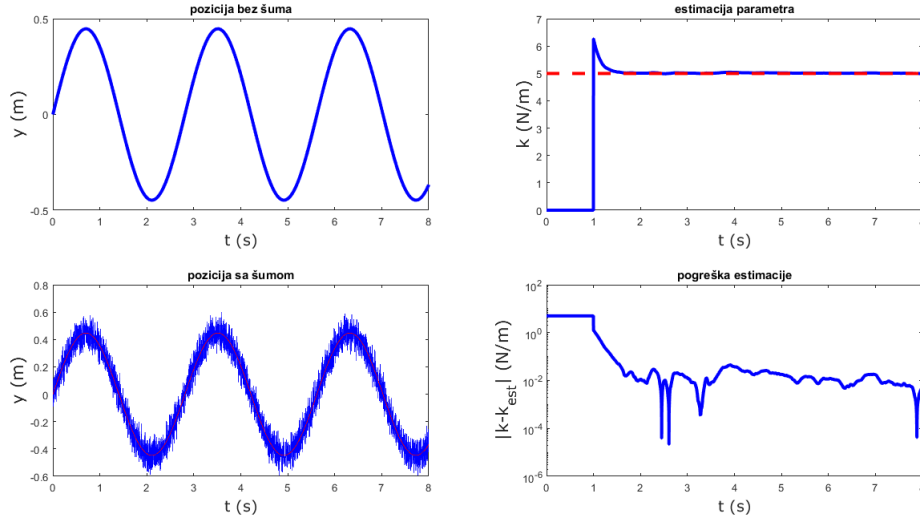 pozicija bez šuma
0.5
0
-0.5
y (m)
0 1 2 3 4 5 6 7 8
t (s)
estimacija parametra
7
6
5
4
3
2
1
0
k (N/m)
0 1 2 3 4 5 6 7 8
t (s)
pozicija sa šumom
0.8
0.6
0.4
0.2
0
-0.2
-0.4
-0.6
y (m)
0 1 2 3 4 5 6 7 8
t (s)
pogreška estimacije
10²
10⁰
10⁻²
10⁻⁴
10⁻⁶
|k-k_est| (N/m)
0 1 2 3 4 5 6 7 8
t (s)